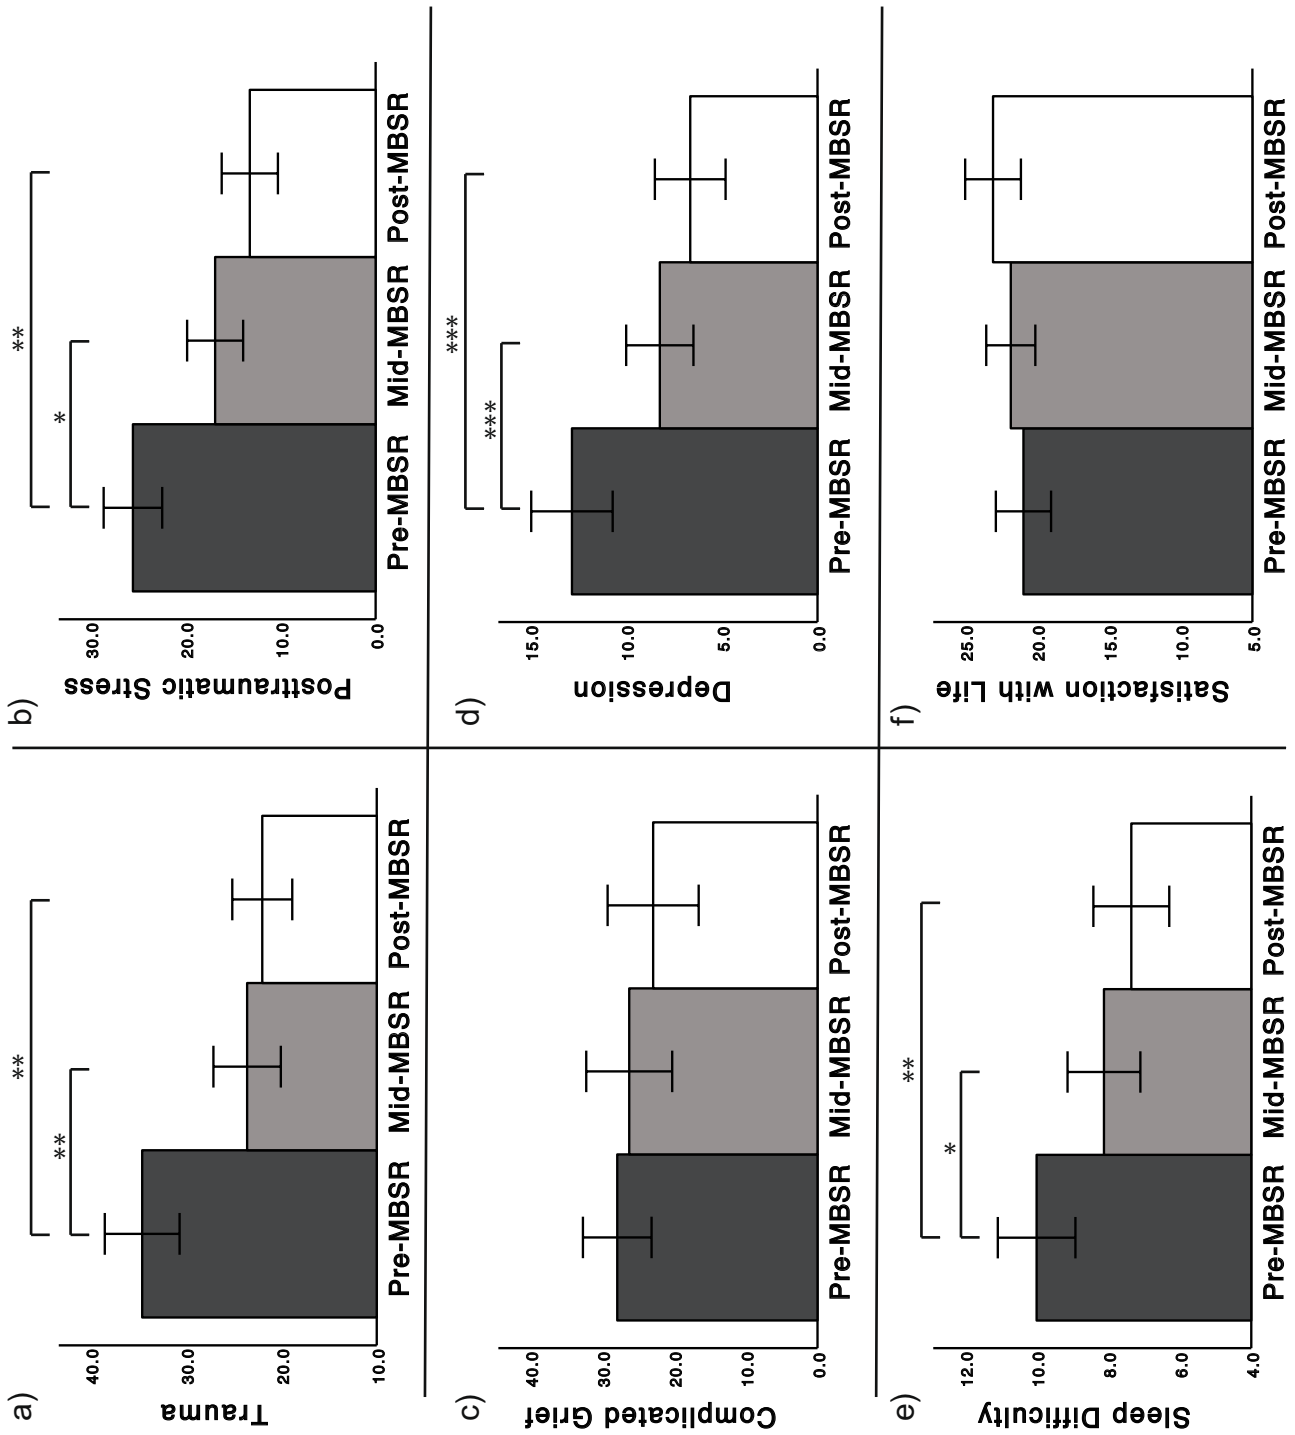 a)
Trauma
40.0
30.0
20.0
10.0
**
**
Pre-MBSR Mid-MBSR Post-MBSR
b)
Posttraumatic Stress
30.0
20.0
10.0
0.0
**
*
Pre-MBSR Mid-MBSR Post-MBSR
c)
Complicated Grief
40.0
30.0
20.0
10.0
0.0
Pre-MBSR Mid-MBSR Post-MBSR
d)
Depression
15.0
10.0
5.0
0.0
***
***
Pre-MBSR Mid-MBSR Post-MBSR
e)
Sleep Difficulty
12.0
10.0
8.0
6.0
4.0
**
*
Pre-MBSR Mid-MBSR Post-MBSR
f)
Satisfaction with Life
25.0
20.0
15.0
10.0
5.0
Pre-MBSR Mid-MBSR Post-MBSR